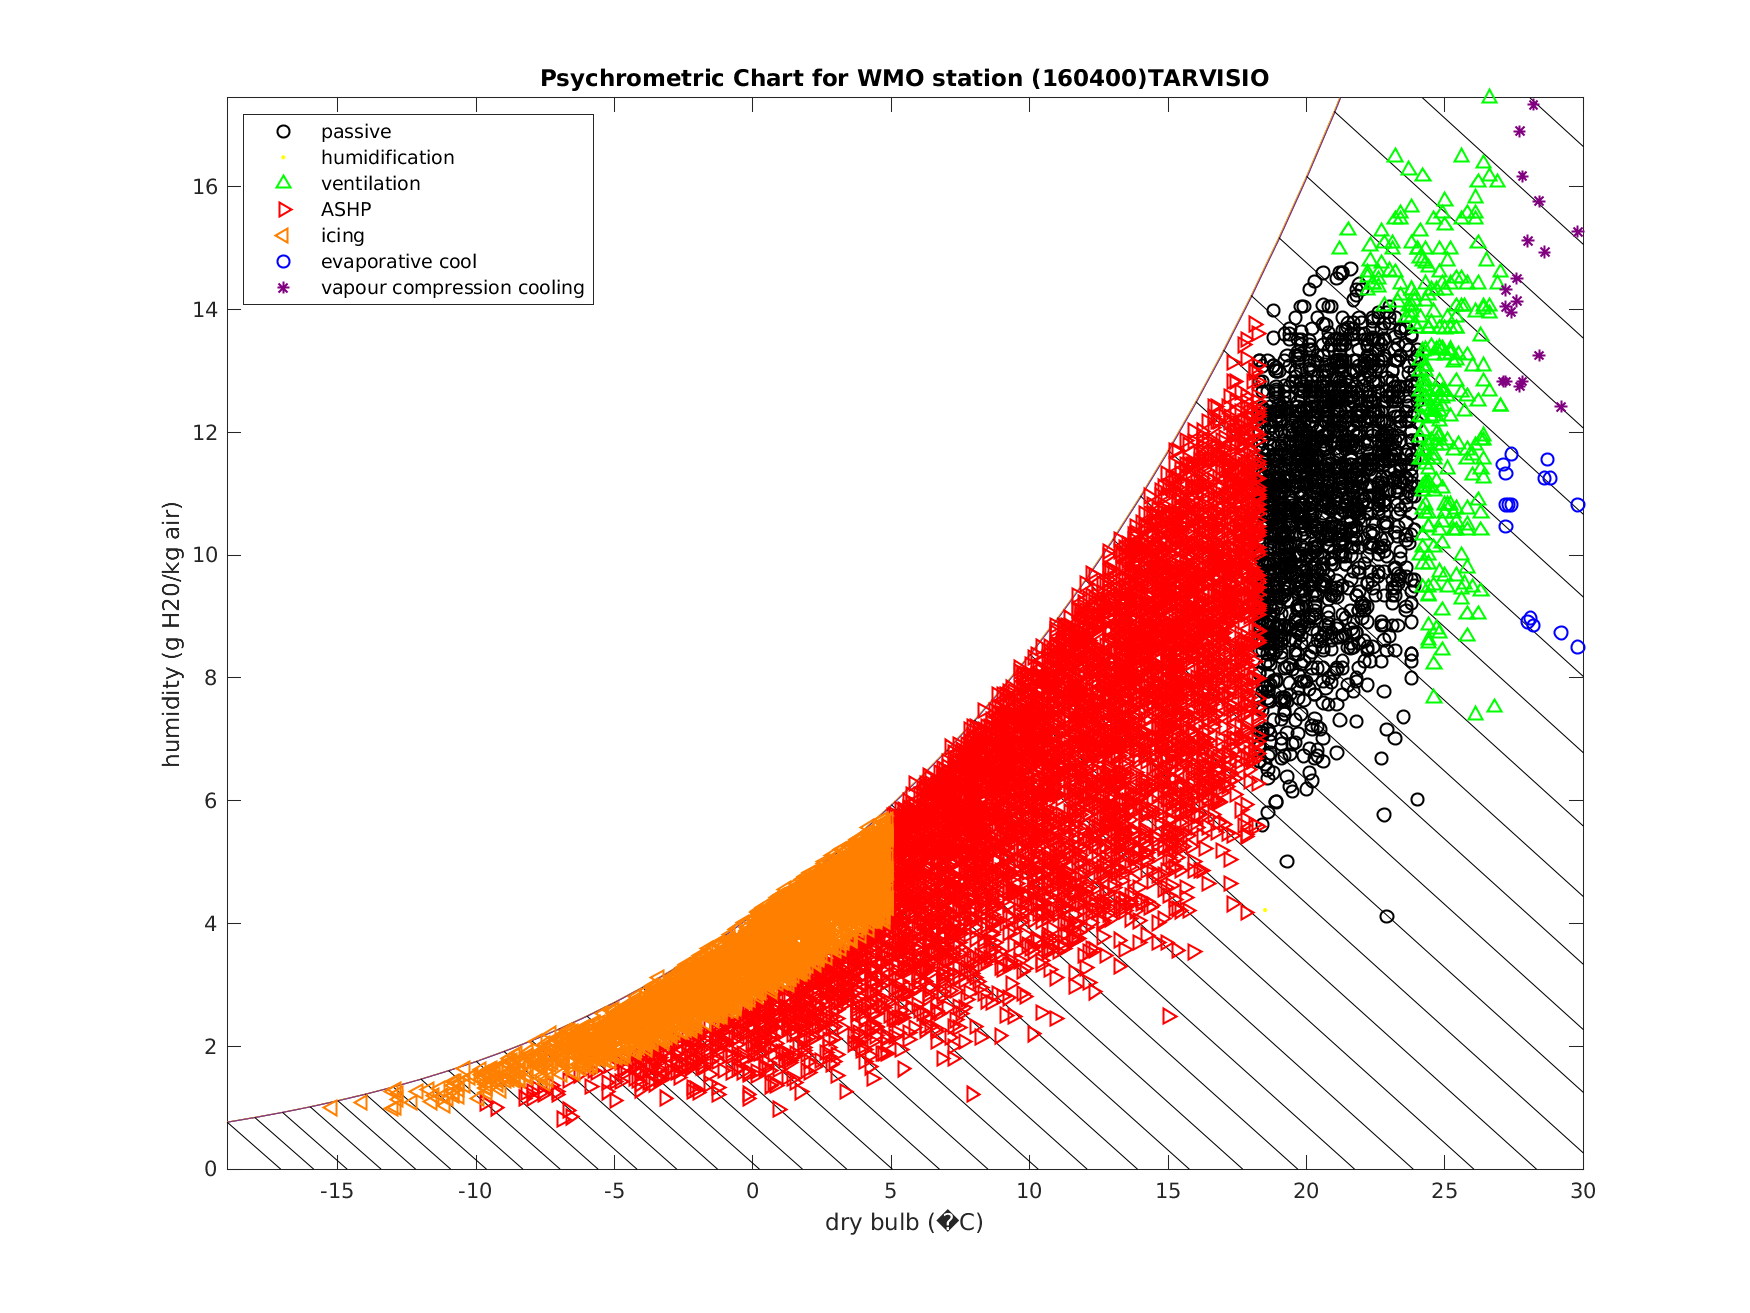 Psychrometric Chart for WMO station (160400)TARVISIO
passive
humidification
ventilation
ASHP
icing
evaporative cool
vapour compression cooling
humidity (g H20/kg air)
16
14
12
10
8
6
4
2
0
-15 -10 -5 0 5 10 15 20 25 30
dry bulb (�C)